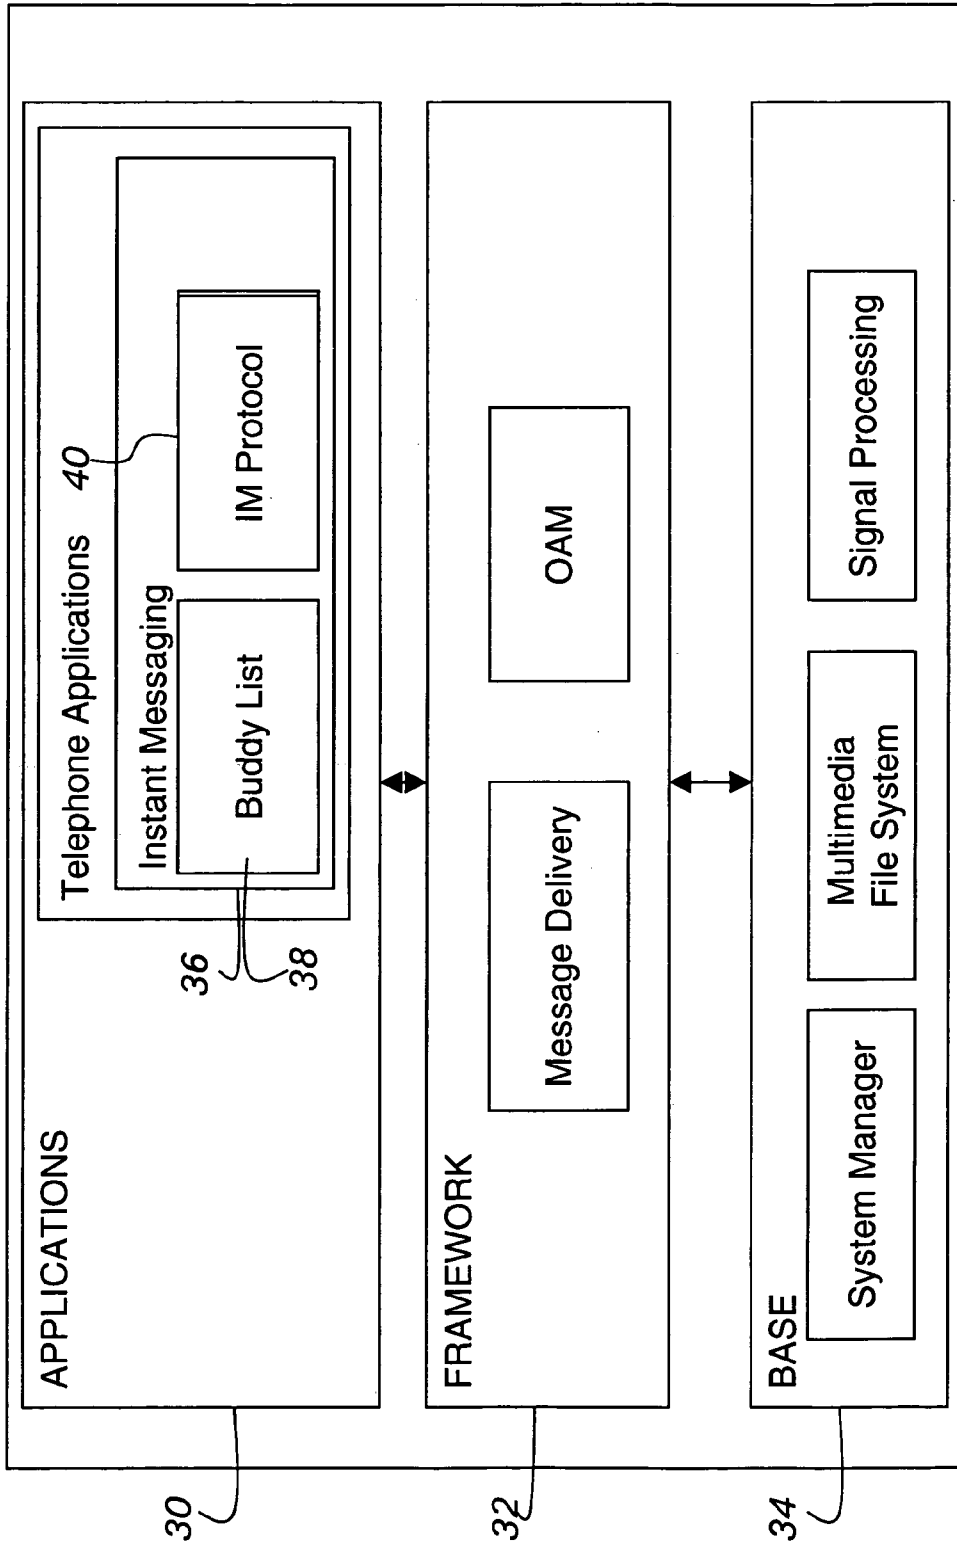 APPLICATIONS
Telephone Applications
40
Instant Messaging
Buddy List
IM Protocol
36
38
30
FRAMEWORK
Message Delivery
OAM
32
BASE
System Manager
Multimedia
File System
Signal Processing
34